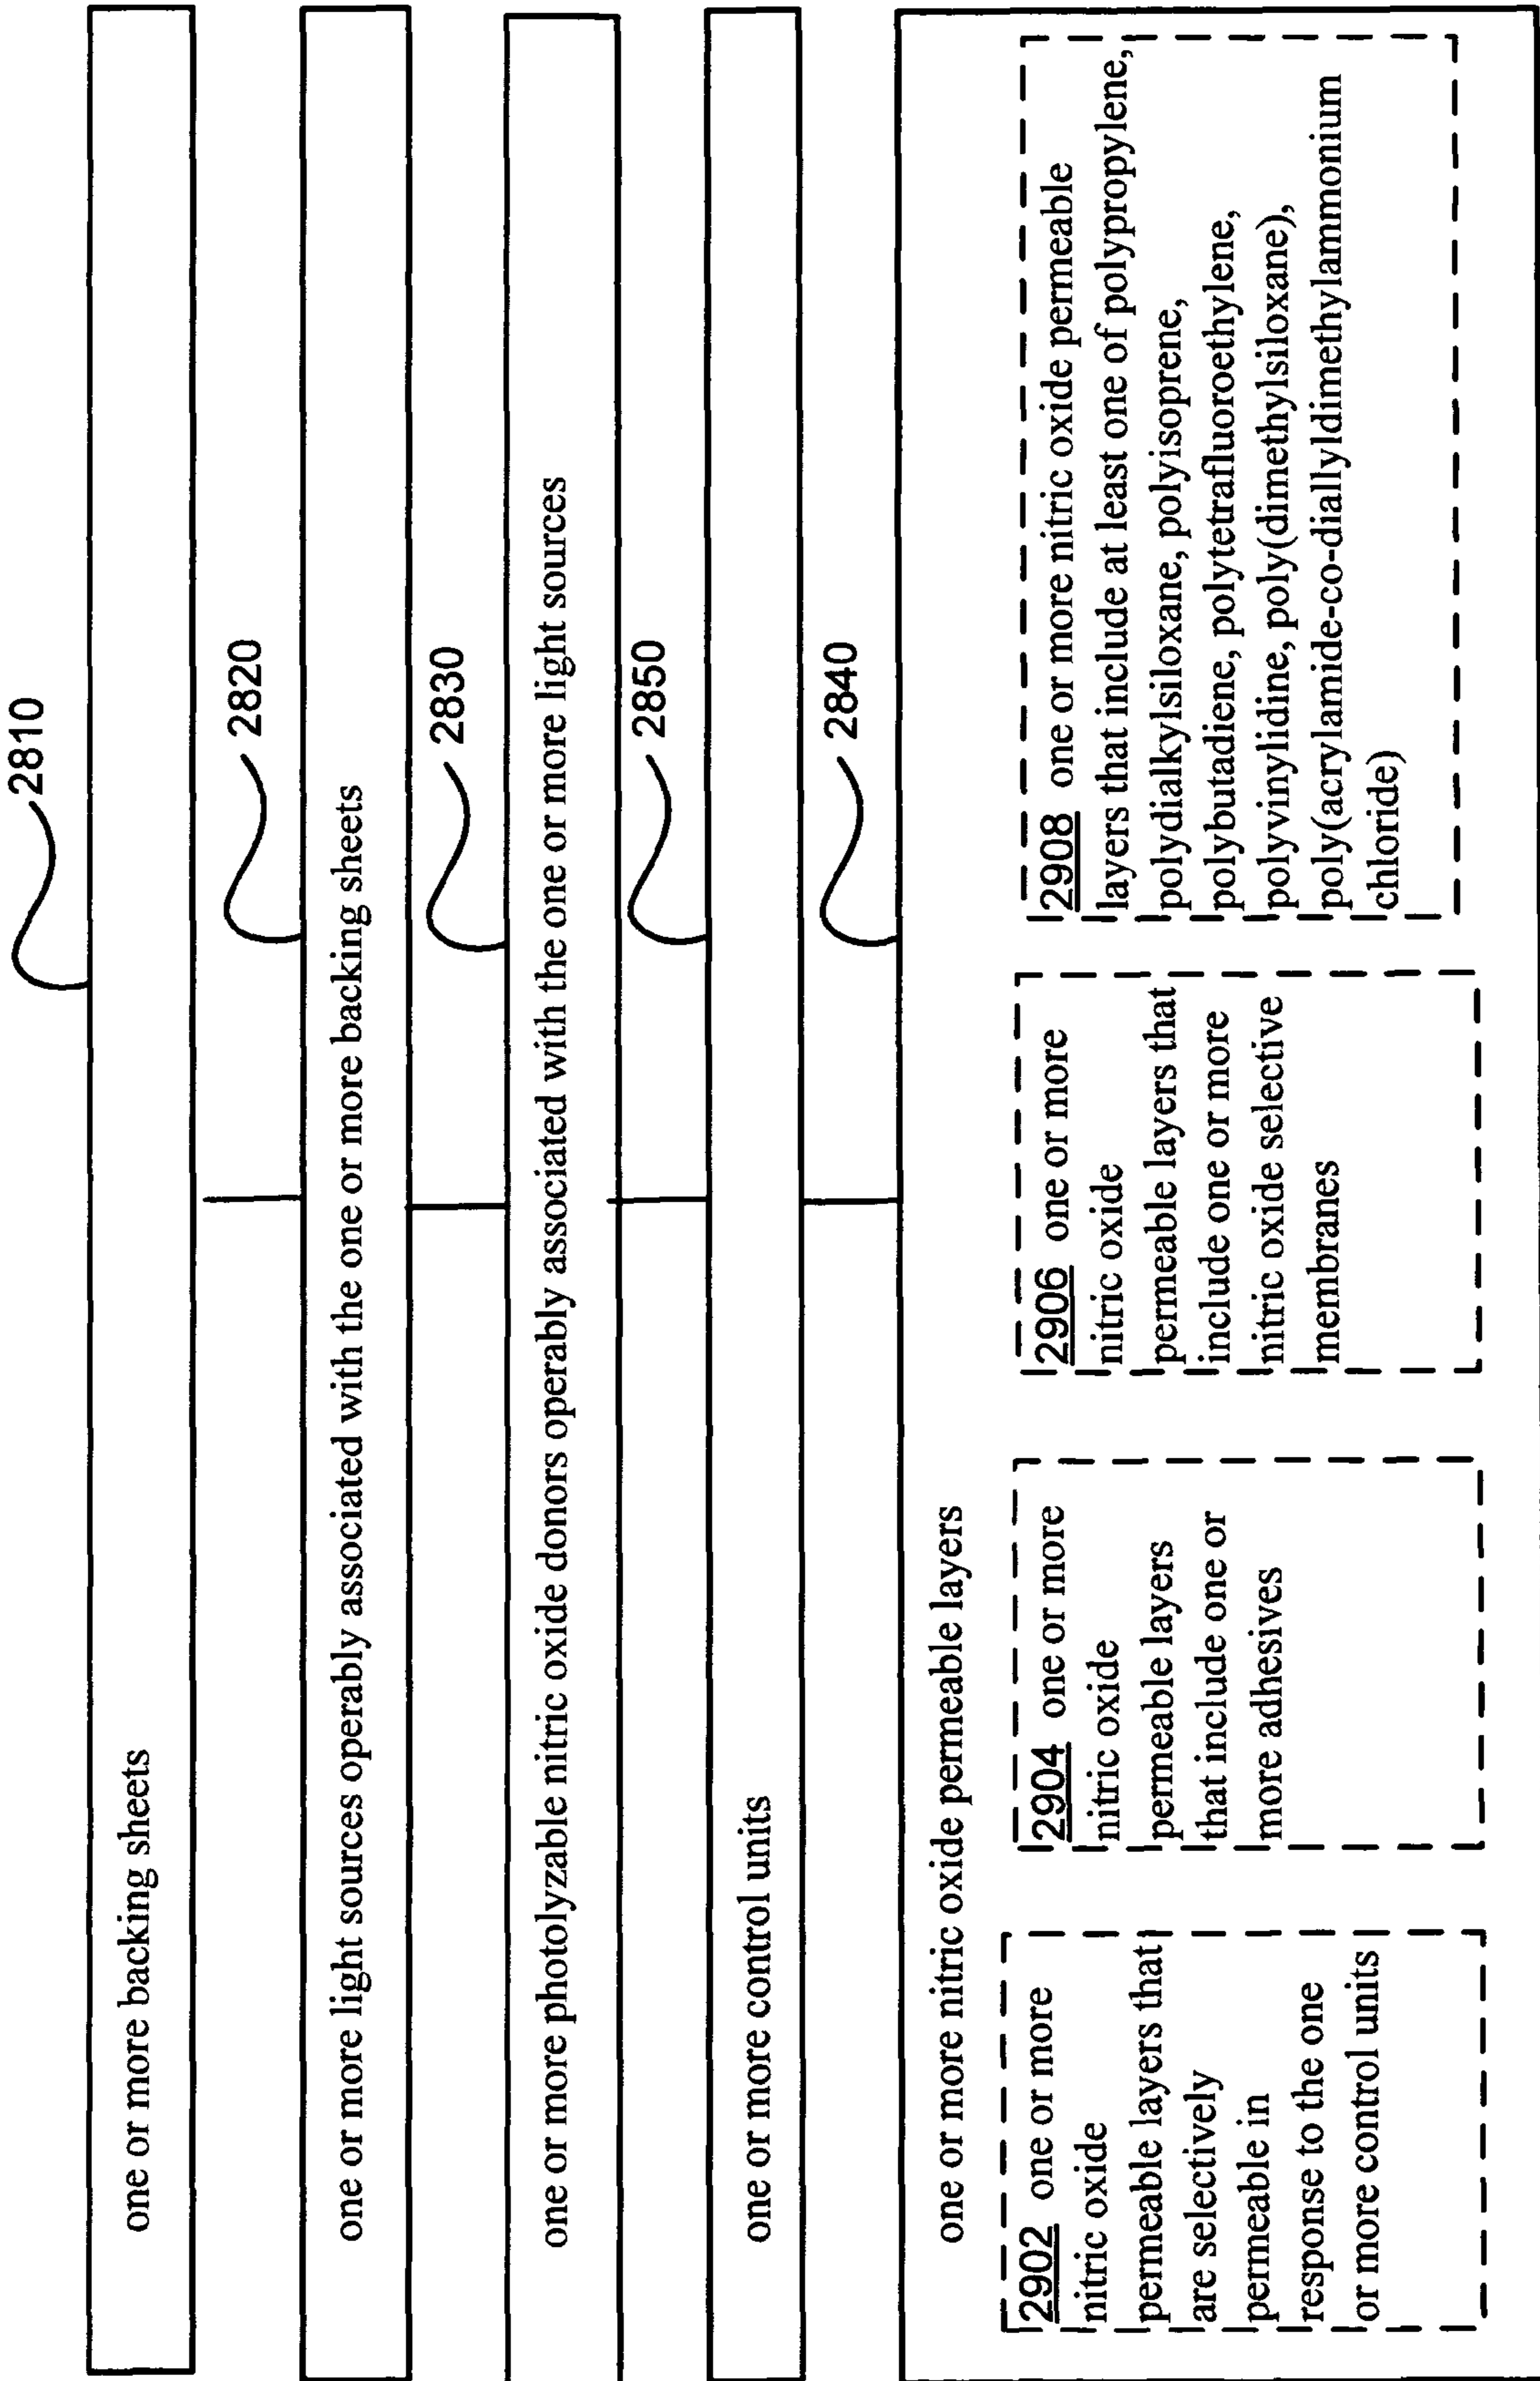 2810
one or more backing sheets
2820
one or more light sources operably associated with the one or more backing sheets
2830
one or more photolyzable nitric oxide donors operably associated with the one or more light sources
2850
one or more control units
2840
one or more nitric oxide permeable layers
2902 one or more
nitric oxide
permeable layers that
are selectively
permeable in
response to the one
or more control units
2904 one or more
nitric oxide
permeable layers
that include one or
more adhesives
2906 one or more
nitric oxide
permeable layers that
include one or more
nitric oxide selective
membranes
2908 one or more nitric oxide permeable
layers that include at least one of polypropylene,
polydialkylsiloxane, polyisoprene,
polybutadiene, polytetrafluoroethylene,
polyvinylidine, poly(dimethylsiloxane),
poly(acrylamide-co-diallyldimethylammonium
chloride)